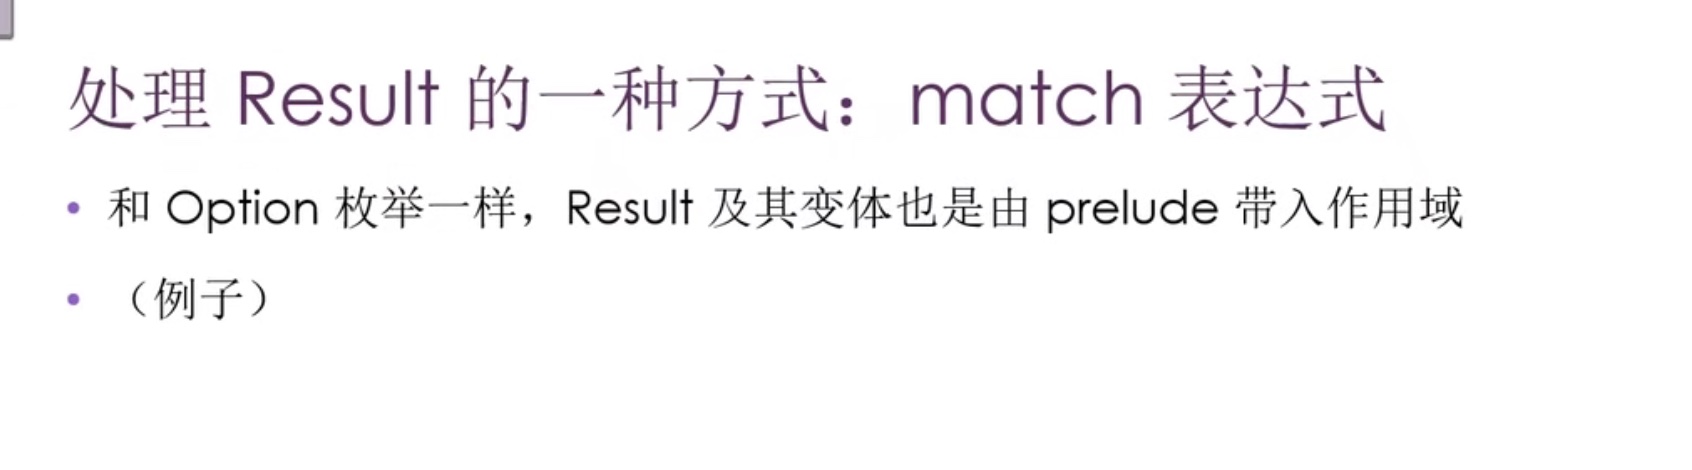 处理 Result 的一种方式：match 表达式
• 和 Option 枚举一样，Result 及其变体也是由 prelude 带入作用域
• （例子）